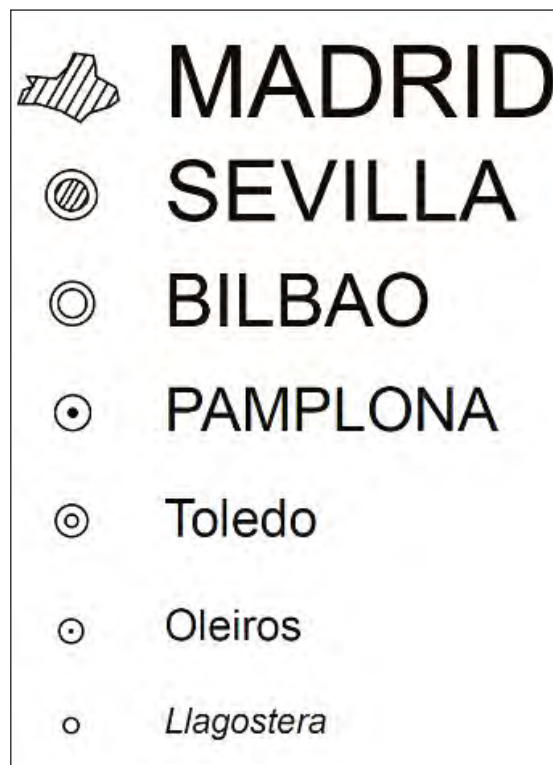 MADRID
SEVILLA
BILBAO
PAMPLONA
Toledo
Oleiros
Llagostera